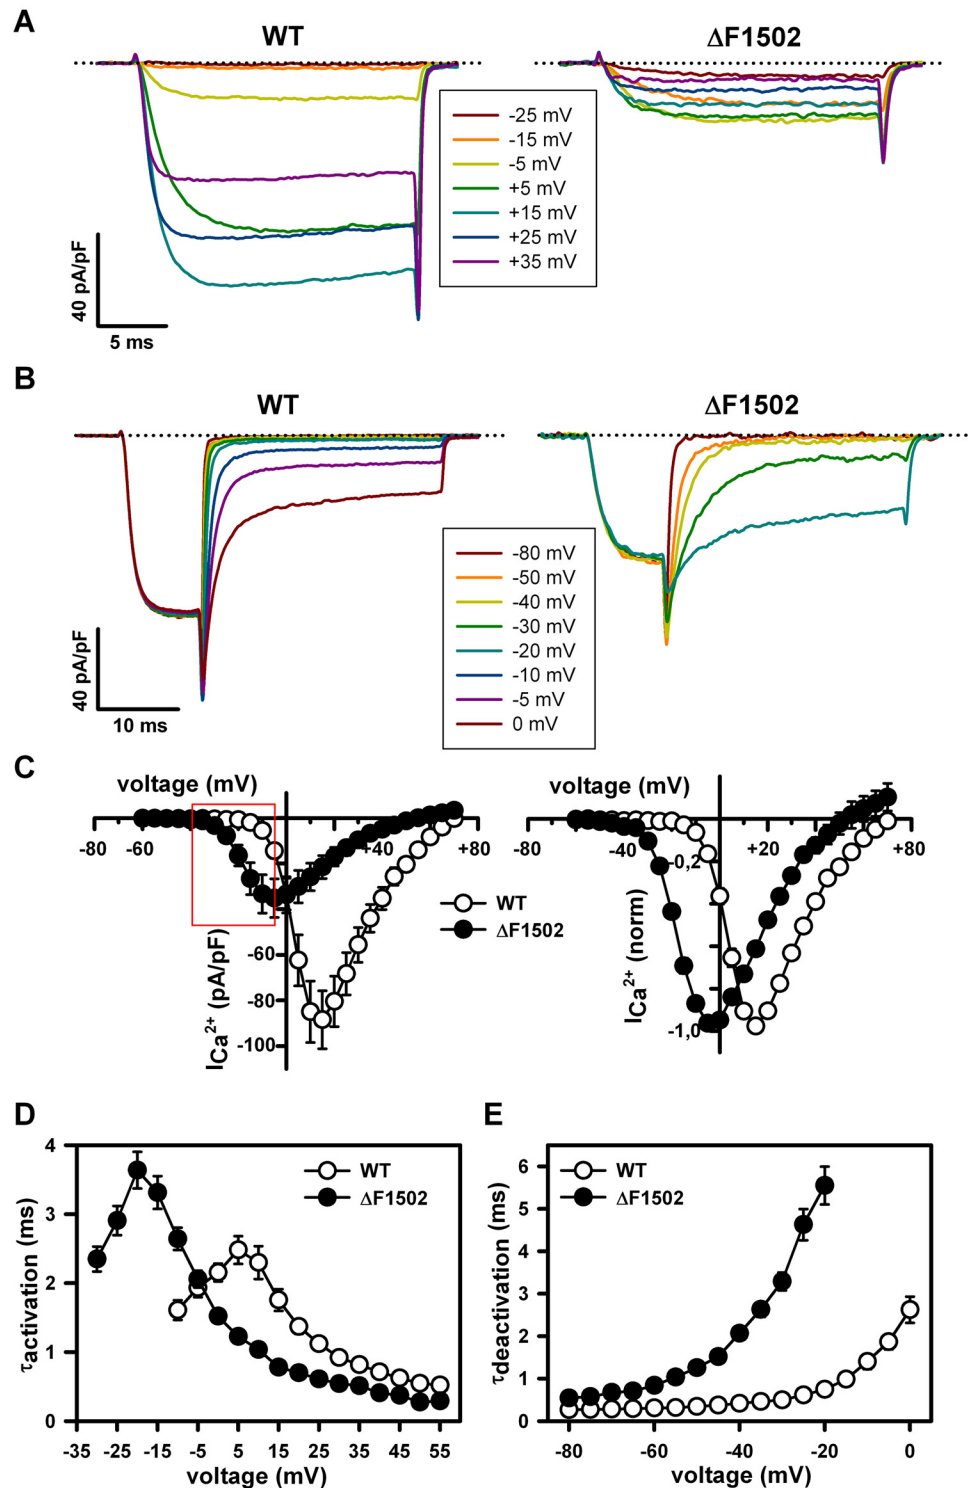 A
WT
ΔF1502
-25 mV
-15 mV
-5 mV
+5 mV
+15 mV
+25 mV
+35 mV
40 pA/pF
5 ms
B
WT
ΔF1502
-80 mV
-50 mV
-40 mV
-30 mV
-20 mV
-10 mV
-5 mV
0 mV
40 pA/pF
10 ms
C
voltage (mV)
-80 -60 +40 +80
-60
-80
-100
ICa2+ (pA/pF)
WT
ΔF1502
voltage (mV)
-80 -40 +20 +80
-0,2
-1,0
ICa2+ (norm)
D
4
3
2
1
0
τactivation (ms)
WT
ΔF1502
-35 -25 -15 -5 5 15 25 35 45 55
voltage (mV)
E
6
5
4
3
2
1
0
τdeactivation (ms)
WT
ΔF1502
-80 -60 -40 -20 0
voltage (mV)